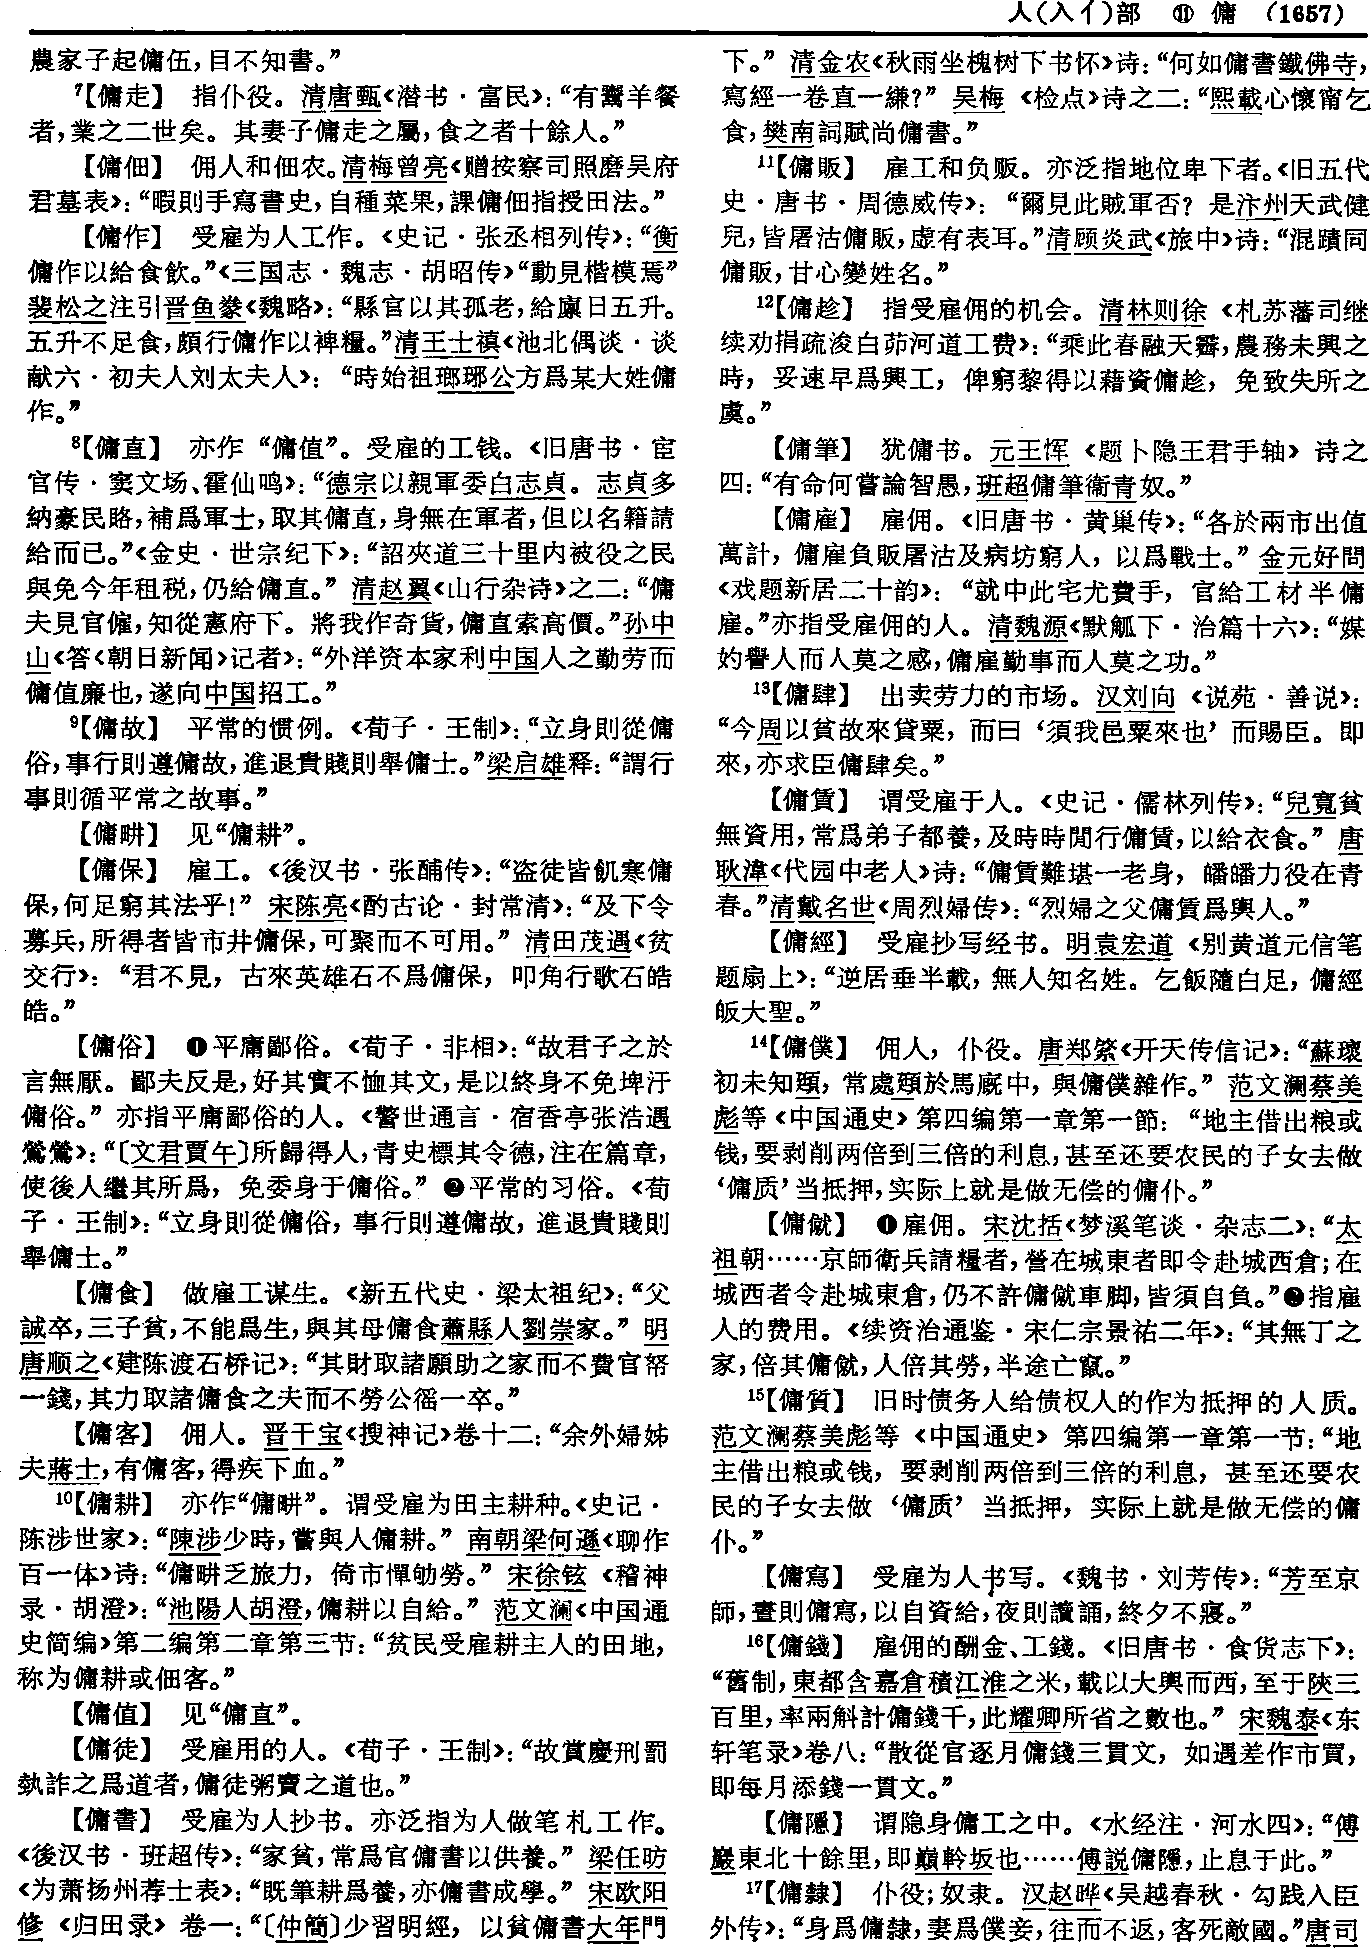 人(入亻)部 ⑪ 傭 (1657)
農家子起傭伍,目不知書。”
⁷【傭走】 指仆役。清唐甄《潜书·富民》:“有鬻羊餐
者,業之二世矣。其妻子傭走之屬,食之者十餘人。”
【傭佃】 佣人和佃农。清梅曾亮《赠按察司照磨吴府
君墓表》:“暇則手寫書史,自種菜果,課傭佃指授田法。”
【傭作】 受雇为人工作。《史记·张丞相列传》:“衡
傭作以給食飲。”《三国志·魏志·胡昭传》“動見楷模焉”
裴松之注引晋鱼豢《魏略》:“縣官以其孤老,給廩日五升。
五升不足食,頗行傭作以裨糧。”清王士禛《池北偶谈·谈
献六·初夫人刘太夫人》:“時始祖瑯琊公方爲某大姓傭
作。”
⁸【傭直】 亦作“傭值”。受雇的工钱。《旧唐书·宦
官传·窦文场、霍仙鸣》:“德宗以親軍委白志貞。志貞多
納豪民賂,補爲軍士,取其傭直,身無在軍者,但以名籍請
給而已。”《金史·世宗纪下》:“詔夾道三十里内被役之民
與免今年租税,仍給傭直。”清赵翼《山行杂诗》之二:“傭
夫見官僱,知從憲府下。將我作奇貨,傭直索高價。”孙中
山《答〈朝日新闻〉记者》:“外洋资本家利中国人之勤劳而
傭值廉也,遂向中国招工。”
⁹【傭故】 平常的惯例。《荀子·王制》:“立身則從傭
俗,事行則遵傭故,進退貴賤則舉傭士。”梁启雄释:“謂行
事則循平常之故事。”
【傭畊】 见“傭耕”。
【傭保】 雇工。《後汉书·张酺传》:“盗徒皆飢寒傭
保,何足窮其法乎!”宋陈亮《酌古论·封常清》:“及下令
募兵,所得者皆市井傭保,可聚而不可用。”清田茂遇《贫
交行》:“君不見,古來英雄石不爲傭保,叩角行歌石皓
皓。”
【傭俗】 ❶平庸鄙俗。《荀子·非相》:“故君子之於
言無厭。鄙夫反是,好其實不恤其文,是以終身不免埤汙
傭俗。”亦指平庸鄙俗的人。《警世通言·宿香亭张浩遇
鶯鶯》:“〔文君賈午〕所歸得人,青史標其令德,注在篇章,
使後人繼其所爲,免委身于傭俗。”❷平常的习俗。《荀
子·王制》:“立身則從傭俗,事行則遵傭故,進退貴賤則
舉傭士。”
【傭食】 做雇工谋生。《新五代史·梁太祖纪》:“父
誠卒,三子貧,不能爲生,與其母傭食蕭縣人劉崇家。”明
唐顺之《建陈渡石桥记》:“其財取諸願助之家而不費官帑
一錢,其力取諸傭食之夫而不勞公徭一卒。”
【傭客】 佣人。晋干宝《搜神记》卷十二:“余外婦姊
夫蔣士,有傭客,得疾下血。”
¹⁰【傭耕】 亦作“傭畊”。谓受雇为田主耕种。《史记·
陈涉世家》:“陳涉少時,嘗與人傭耕。”南朝梁何遜《聊作
百一体》诗:“傭畊乏旅力,倚市憚劬勞。”宋徐铉《稽神
录·胡澄》:“池陽人胡澄,傭耕以自給。”范文澜《中国通
史简编》第二编第二章第三节:“贫民受雇耕主人的田地,
称为傭耕或佃客。”
【傭值】 见“傭直”。
【傭徒】 受雇用的人。《荀子·王制》:“故賞慶刑罰
埶詐之爲道者,傭徒粥賣之道也。”
【傭書】 受雇为人抄书。亦泛指为人做笔札工作。
《後汉书·班超传》:“家貧,常爲官傭書以供養。”梁任昉
《为萧扬州荐士表》:“既筆耕爲養,亦傭書成學。”宋欧阳
修《归田录》卷一:“〔仲簡〕少習明經,以貧傭書大年門
下。”清金农《秋雨坐槐树下书怀》诗:“何如傭書鐵佛寺,
寫經一卷直一縑?”吴梅《检点》诗之二:“熙載心懷甯乞
食,樊南詞賦尚傭書。”
¹¹【傭販】 雇工和负贩。亦泛指地位卑下者。《旧五代
史·唐书·周德威传》:“爾見此賊軍否?是汴州天武健
兒,皆屠沽傭販,虚有表耳。”清顾炎武《旅中》诗:“混蹟同
傭販,甘心變姓名。”
¹²【傭趁】 指受雇佣的机会。清林则徐《札苏藩司继
续劝捐疏浚白茆河道工费》:“乘此春融天霽,農務未興之
時,妥速早爲興工,俾窮黎得以藉資傭趁,免致失所之
虞。”
【傭筆】 犹傭书。元王恽《题卜隐王君手轴》诗之
四:“有命何嘗論智愚,班超傭筆衛青奴。”
【傭雇】 雇佣。《旧唐书·黄巢传》:“各於兩市出值
萬計,傭雇負販屠沽及病坊窮人,以爲戰士。”金元好問
《戏题新居二十韵》:“就中此宅尤費手,官給工材半傭
雇。”亦指受雇佣的人。清魏源《默觚下·治篇十六》:“媒
妁譽人而人莫之感,傭雇勤事而人莫之功。”
¹³【傭肆】 出卖劳力的市场。汉刘向《说苑·善说》:
“今周以貧故來貸粟,而曰‘須我邑粟來也’而賜臣。即
來,亦求臣傭肆矣。”
【傭賃】 谓受雇于人。《史记·儒林列传》:“兒寬貧
無資用,常爲弟子都養,及時時閒行傭賃,以給衣食。”唐
耿湋《代园中老人》诗:“傭賃難堪一老身,皤皤力役在青
春。”清戴名世《周烈婦传》:“烈婦之父傭賃爲輿人。”
【傭經】 受雇抄写经书。明袁宏道《别黄道元信笔
题扇上》:“逆居垂半載,無人知名姓。乞飯隨白足,傭經
皈大聖。”
¹⁴【傭僕】 佣人,仆役。唐郑綮《开天传信记》:“蘇瓌
初未知頲,常處頲於馬廐中,與傭僕雜作。”范文澜蔡美
彪等《中国通史》第四编第一章第一節:“地主借出粮或
钱,要剥削两倍到三倍的利息,甚至还要农民的子女去做
‘傭质’当抵押,实际上就是做无偿的傭仆。”
【傭僦】 ❶雇佣。宋沈括《梦溪笔谈·杂志二》:“太
祖朝……京師衛兵請糧者,營在城東者即令赴城西倉;在
城西者令赴城東倉,仍不許傭僦車脚,皆須自負。”❷指雇
人的费用。《续资治通鉴·宋仁宗景祐二年》:“其無丁之
家,倍其傭僦,人倍其勞,半途亡竄。”
¹⁵【傭質】 旧时债务人给债权人的作为抵押的人质。
范文澜蔡美彪等《中国通史》第四编第一章第一节:“地
主借出粮或钱,要剥削两倍到三倍的利息,甚至还要农
民的子女去做‘傭质’当抵押,实际上就是做无偿的傭
仆。”
【傭寫】 受雇为人书写。《魏书·刘芳传》:“芳至京
師,晝則傭寫,以自資給,夜則讀誦,終夕不寢。”
¹⁶【傭錢】 雇佣的酬金、工錢。《旧唐书·食货志下》:
“舊制,東都含嘉倉積江淮之米,載以大輿而西,至于陝三
百里,率兩斛計傭錢千,此耀卿所省之數也。”宋魏泰《东
轩笔录》卷八:“散從官逐月傭錢三貫文,如遇差作市買,
即每月添錢一貫文。”
【傭隱】 谓隐身傭工之中。《水经注·河水四》:“傅
巖東北十餘里,即巔軨坂也……傅説傭隱,止息于此。”
¹⁷【傭隸】 仆役;奴隶。汉赵晔《吴越春秋·勾践入臣
外传》:“身爲傭隸,妻爲僕妾,往而不返,客死敵國。”唐司